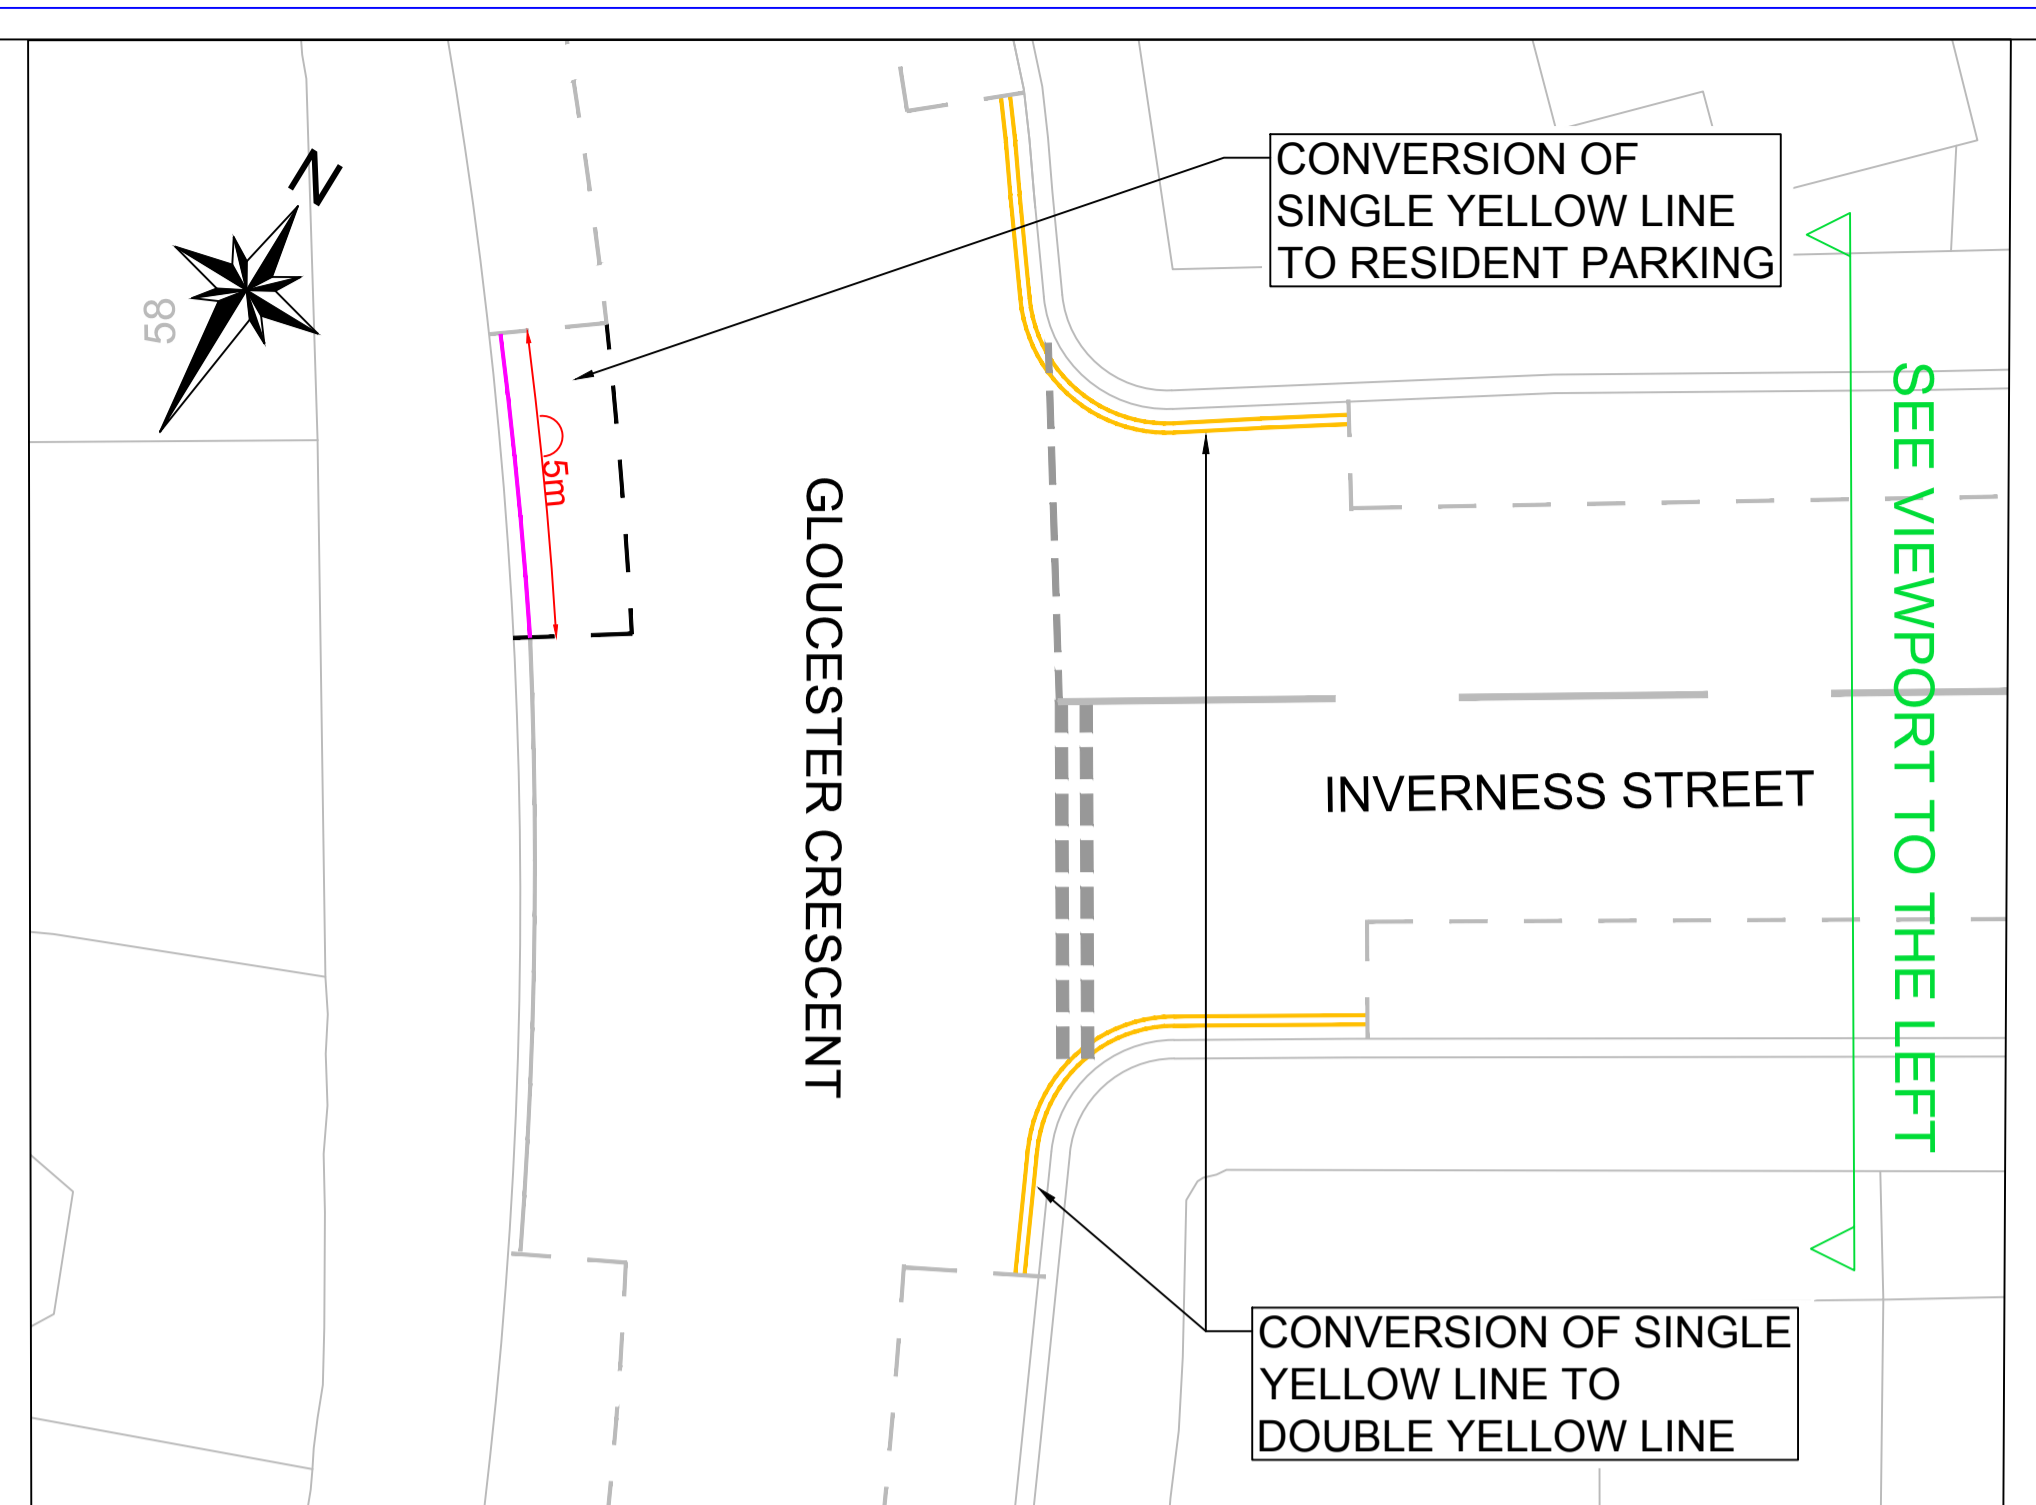 N
CONVERSION OF
SINGLE YELLOW LINE
TO RESIDENT PARKING
58
5m
GLOUCESTER CRESCENT
SEE VIEWPORT TO THE LEFT
INVERNESS STREET
CONVERSION OF SINGLE
YELLOW LINE TO
DOUBLE YELLOW LINE